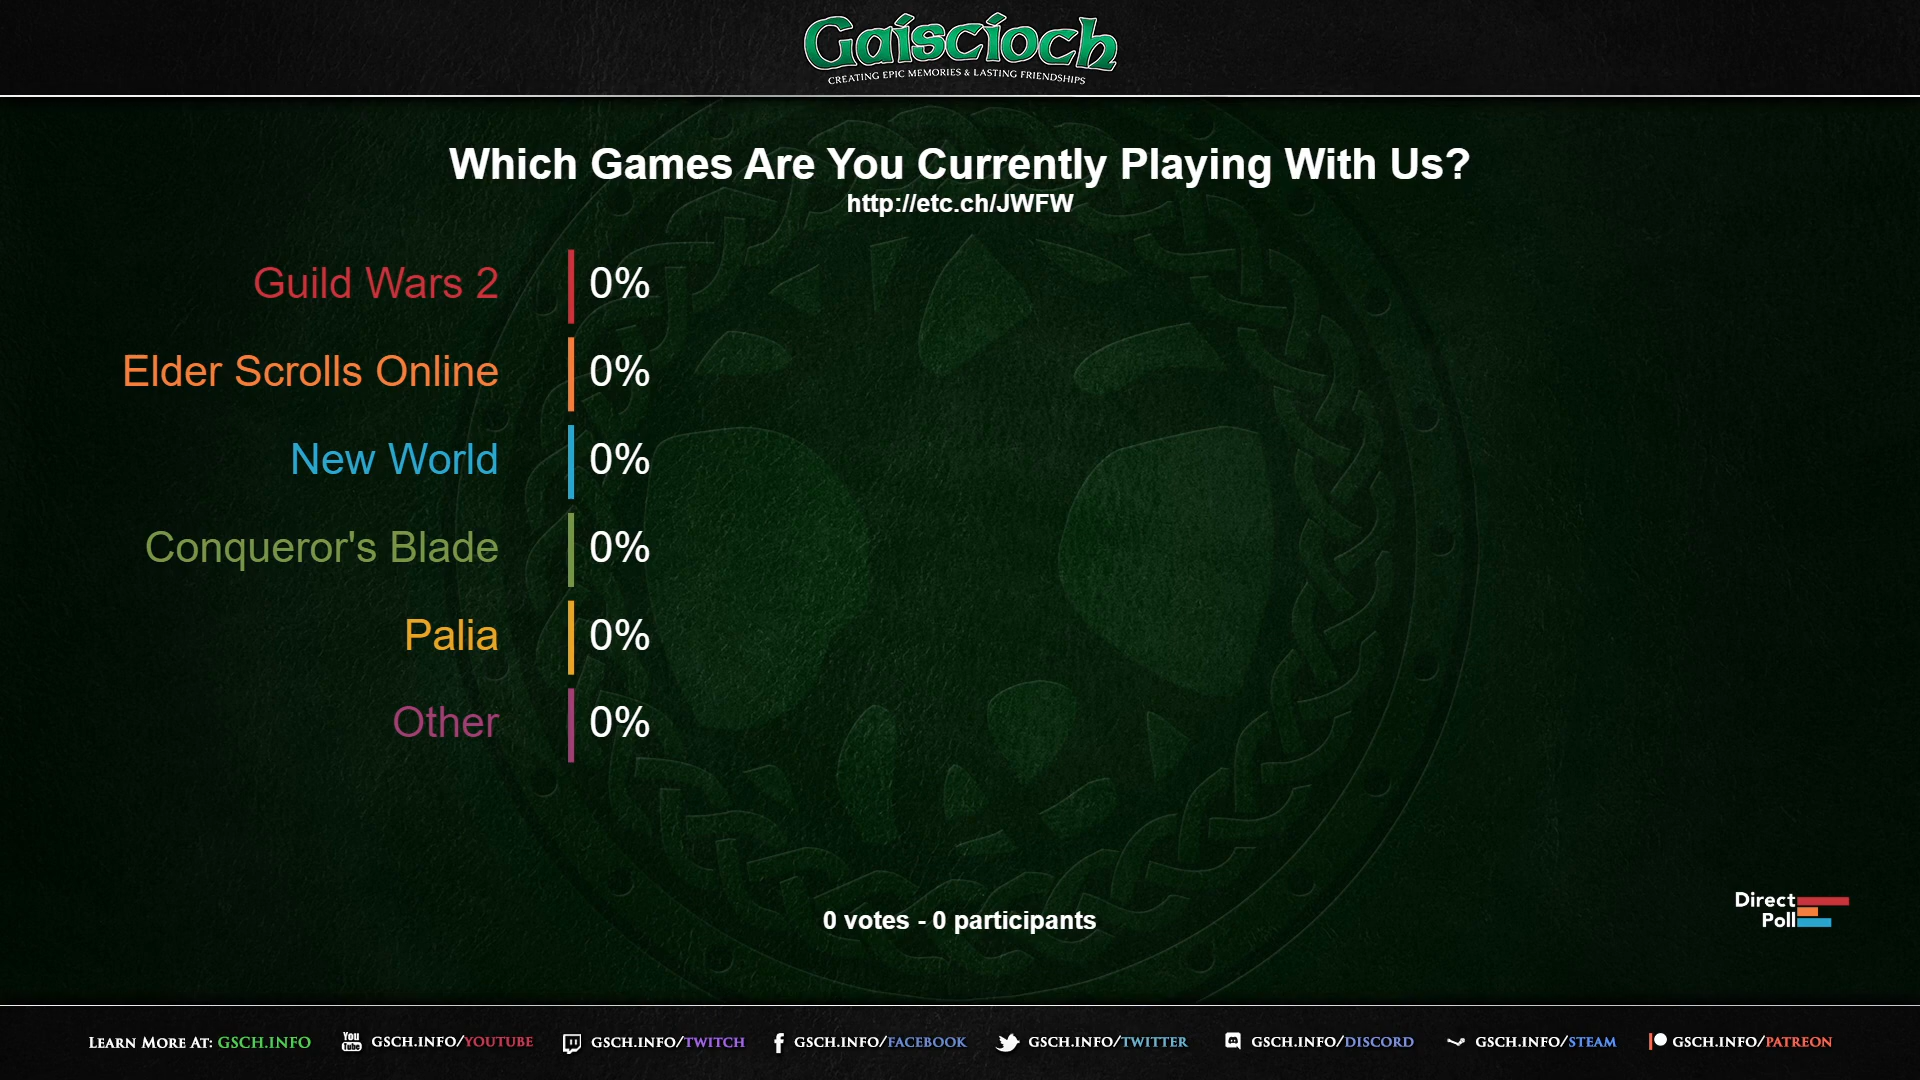 Gaiscioch
CREATING EPIC MEMORIES & LASTING FRIENDSHIPS
Which Games Are You Currently Playing With Us?
http://etc.ch/JWFW
Guild Wars 2 0%
Elder Scrolls Online 0%
New World 0%
Conqueror's Blade 0%
Palia 0%
Other 0%
0 votes - 0 participants
Direct
Poll
LEARN MORE AT: GSCH.INFO You Tube GSCH.INFO/YOUTUBE GSCH.INFO/TWITCH GSCH.INFO/FACEBOOK GSCH.INFO/TWITTER GSCH.INFO/DISCORD GSCH.INFO/STEAM GSCH.INFO/PATREON